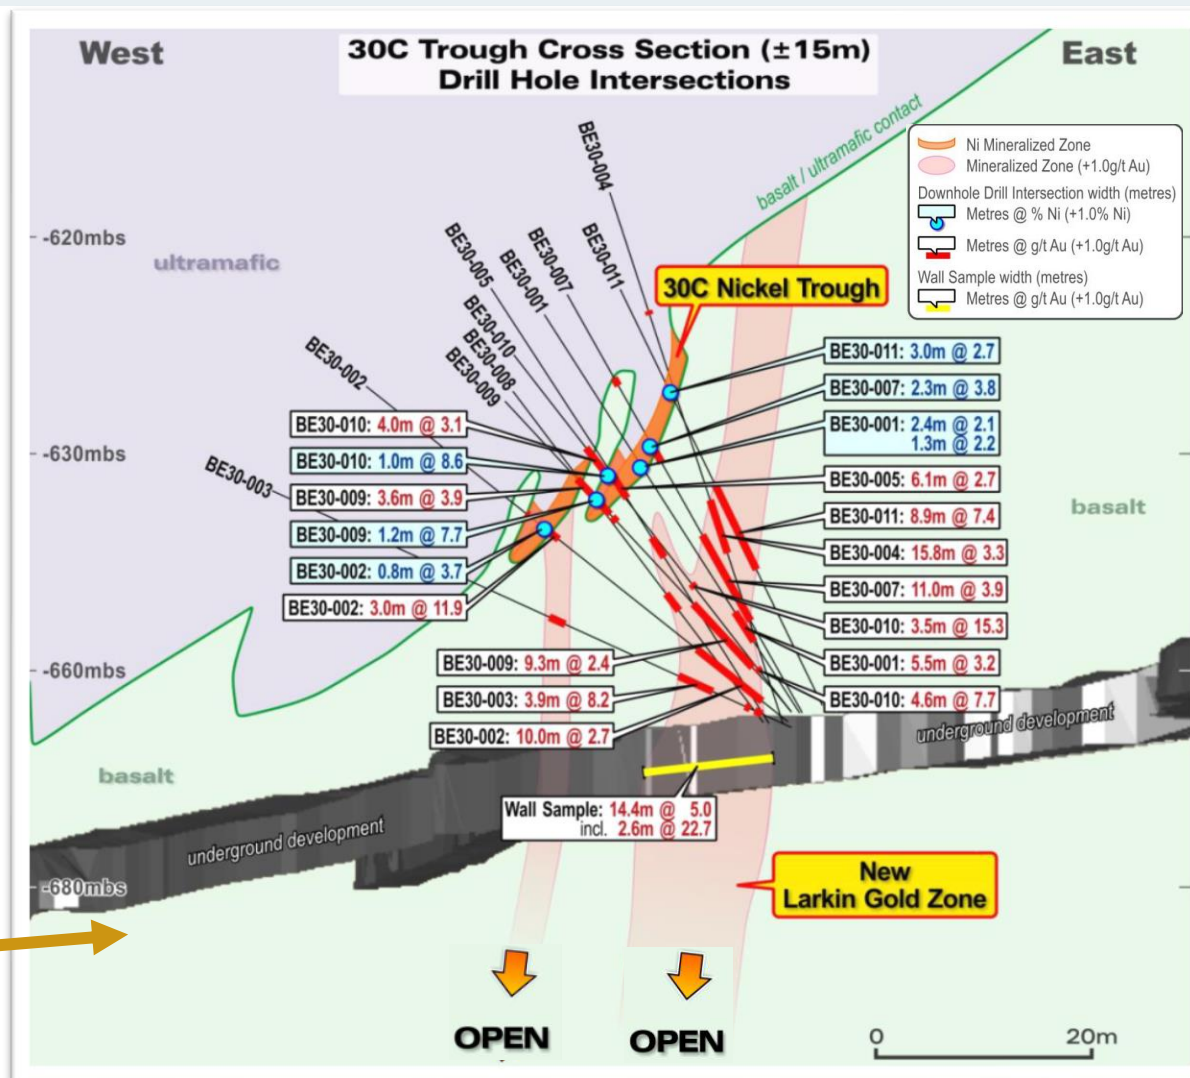 West
30C Trough Cross Section (±15m)
Drill Hole Intersections
East
basalt / ultramafic contact
Ni Mineralized Zone
Mineralized Zone (+1.0g/t Au)
Downhole Drill Intersection width (metres)
Metres @ % Ni (+1.0% Ni)
Metres @ g/t Au (+1.0g/t Au)
Wall Sample width (metres)
Metres @ g/t Au (+1.0g/t Au)
BE30-004
BE30-011
BE30-007
BE30-001
BE30-005
BE30-010
BE30-008
BE30-009
BE30-002
BE30-003
-620mbs
ultramafic
30C Nickel Trough
-630mbs
basalt
BE30-010: 4.0m @ 3.1
BE30-010: 1.0m @ 8.6
BE30-009: 3.6m @ 3.9
BE30-009: 1.2m @ 7.7
BE30-002: 0.8m @ 3.7
BE30-002: 3.0m @ 11.9
BE30-009: 9.3m @ 2.4
BE30-003: 3.9m @ 8.2
BE30-002: 10.0m @ 2.7
BE30-011: 3.0m @ 2.7
BE30-007: 2.3m @ 3.8
BE30-001: 2.4m @ 2.1
1.3m @ 2.2
BE30-005: 6.1m @ 2.7
BE30-011: 8.9m @ 7.4
BE30-004: 15.8m @ 3.3
BE30-007: 11.0m @ 3.9
BE30-010: 3.5m @ 15.3
BE30-001: 5.5m @ 3.2
BE30-010: 4.6m @ 7.7
-660mbs
underground development
basalt
Wall Sample: 14.4m @ 5.0
incl. 2.6m @ 22.7
underground development
-680mbs
New
Larkin Gold Zone
OPEN
OPEN
0 20m